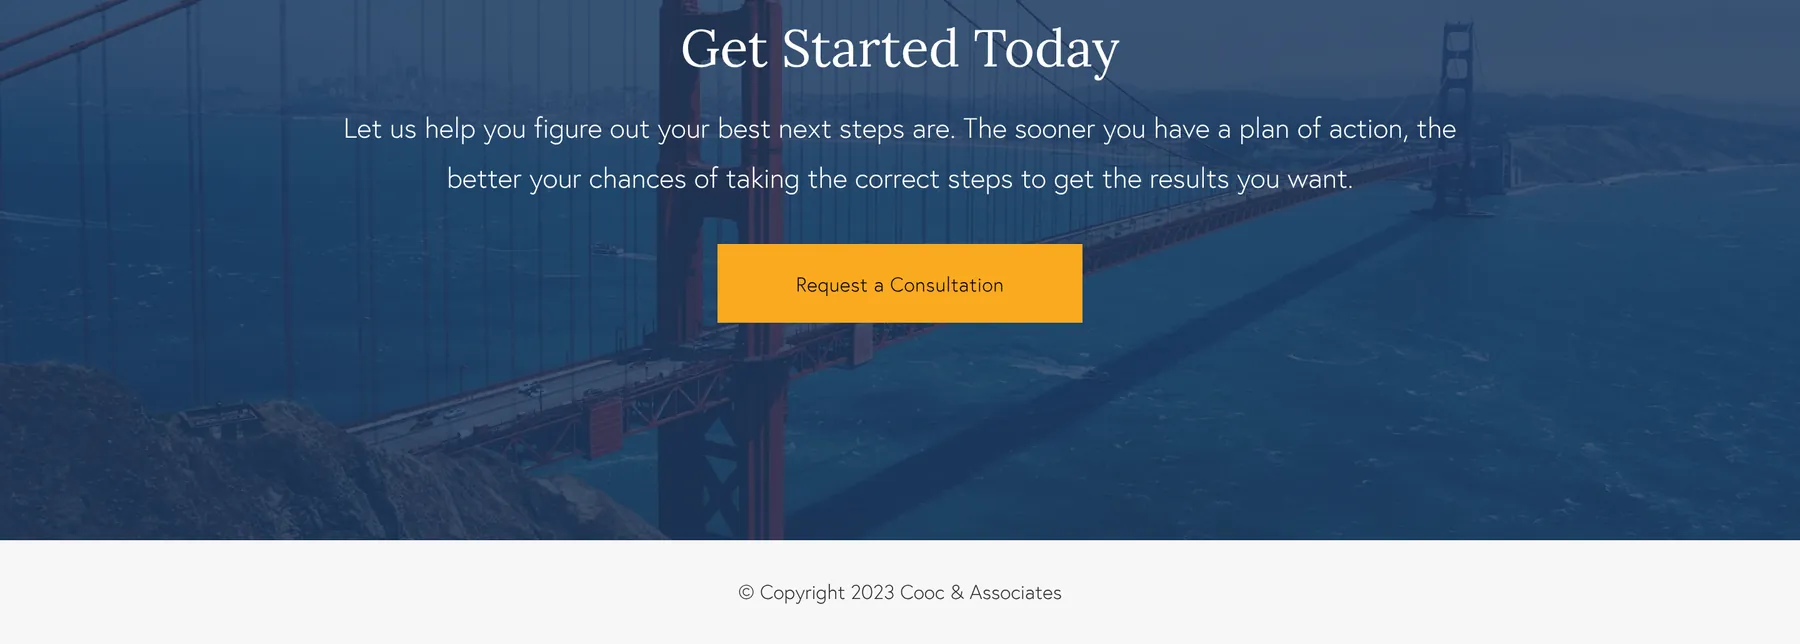 Get Started Today
Let us help you figure out your best next steps are. The sooner you have a plan of action, the
better your chances of taking the correct steps to get the results you want.
Request a Consultation
© Copyright 2023 Cooc & Associates